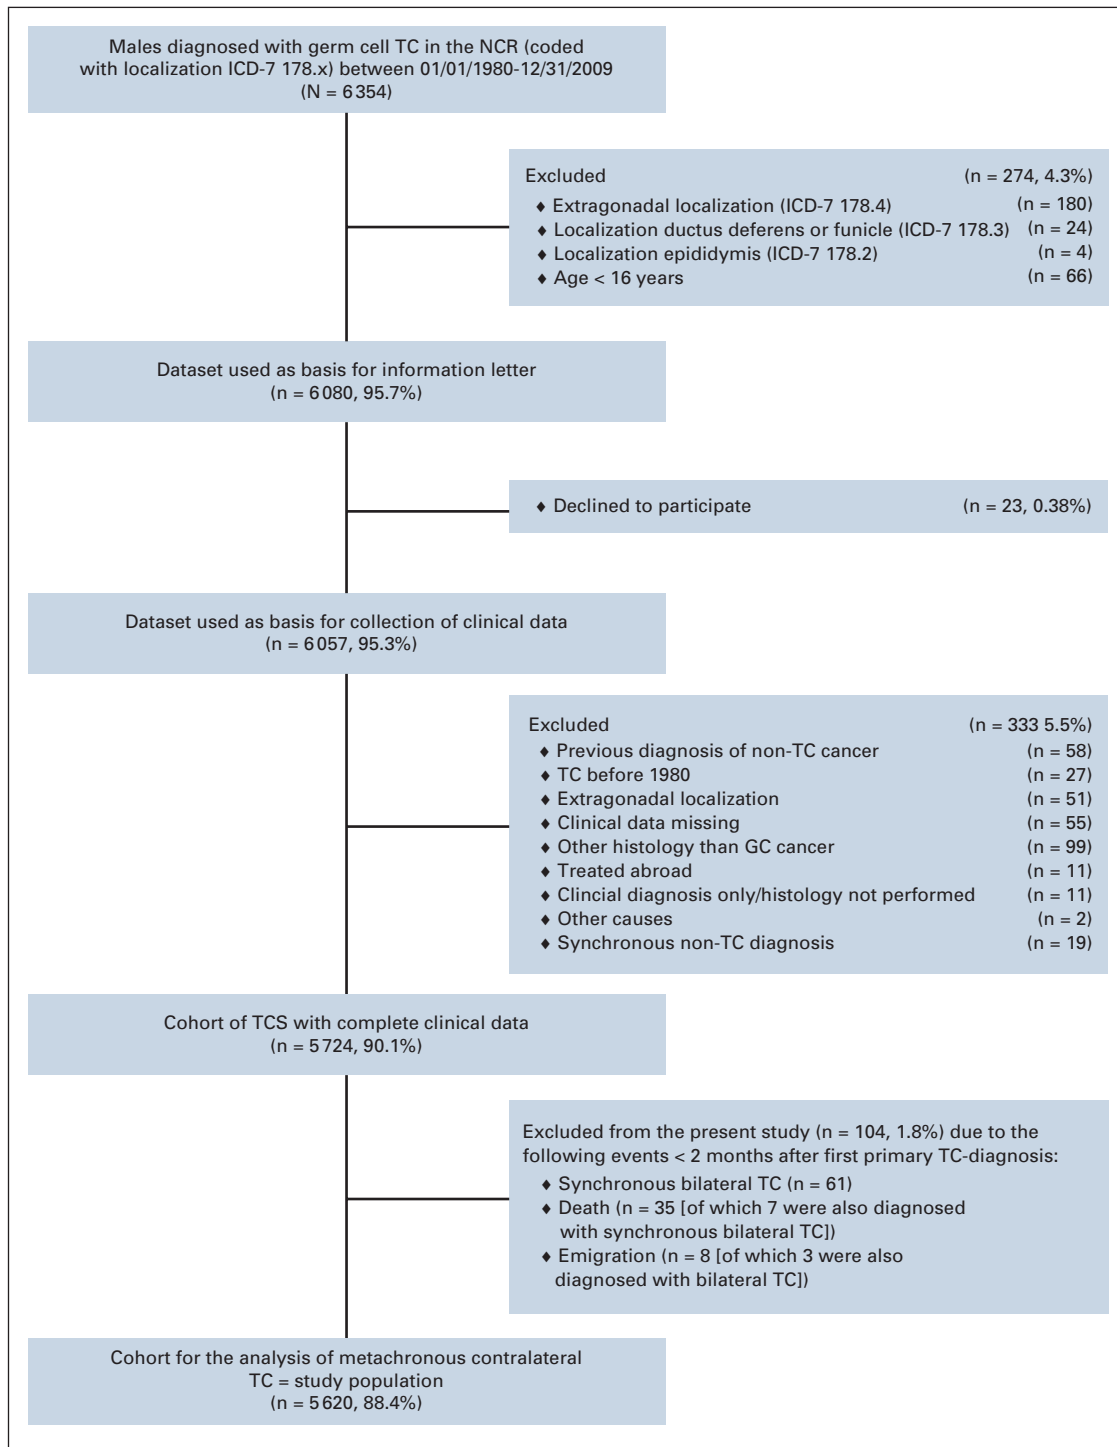 Males diagnosed with germ cell TC in the NCR (coded
with localization ICD-7 178.x) between 01/01/1980-12/31/2009
(N = 6354)
Excluded (n = 274, 4.3%)
♦ Extragonadal localization (ICD-7 178.4) (n = 180)
♦ Localization ductus deferens or funicle (ICD-7 178.3) (n = 24)
♦ Localization epididymis (ICD-7 178.2) (n = 4)
♦ Age < 16 years (n = 66)
Dataset used as basis for information letter
(n = 6080, 95.7%)
♦ Declined to participate (n = 23, 0.38%)
Dataset used as basis for collection of clinical data
(n = 6057, 95.3%)
Excluded (n = 333 5.5%)
♦ Previous diagnosis of non-TC cancer (n = 58)
♦ TC before 1980 (n = 27)
♦ Extragonadal localization (n = 51)
♦ Clinical data missing (n = 55)
♦ Other histology than GC cancer (n = 99)
♦ Treated abroad (n = 11)
♦ Clincial diagnosis only/histology not performed (n = 11)
♦ Other causes (n = 2)
♦ Synchronous non-TC diagnosis (n = 19)
Cohort of TCS with complete clinical data
(n = 5724, 90.1%)
Excluded from the present study (n = 104, 1.8%) due to the
following events < 2 months after first primary TC-diagnosis:
♦ Synchronous bilateral TC (n = 61)
♦ Death (n = 35 [of which 7 were also diagnosed
with synchronous bilateral TC])
♦ Emigration (n = 8 [of which 3 were also
diagnosed with bilateral TC])
Cohort for the analysis of metachronous contralateral
TC = study population
(n = 5620, 88.4%)